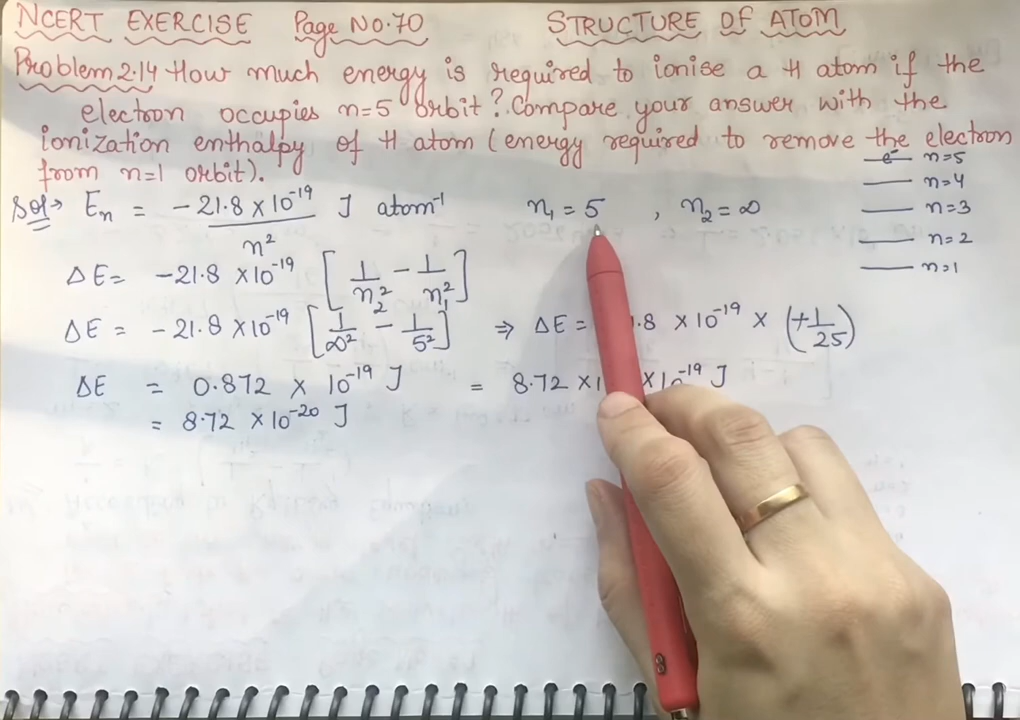 NCERT EXERCISE Page No.70 STRUCTURE OF ATOM
Problem 2.14 How much energy is required to ionise a H atom if the
electron occupies n=5 orbit? Compare your answer with the
ionization enthalpy of H atom (energy required to remove the electron
from n=1 orbit).
e⁻ n=5
n=4
n=3
n=2
n=1
Sol→ En = -21.8 × 10⁻¹⁹ / n² J atom⁻¹ n₁ = 5 , n₂ = ∞
ΔE = -21.8 × 10⁻¹⁹ [1/n₂² - 1/n₁²]
ΔE = -21.8 × 10⁻¹⁹ [1/∞² - 1/5²] ⇒ ΔE = .8 × 10⁻¹⁹ × (+1/25)
ΔE = 0.872 × 10⁻¹⁹ J = 8.72 × 1 × 10⁻¹⁹ J
= 8.72 × 10⁻²⁰ J